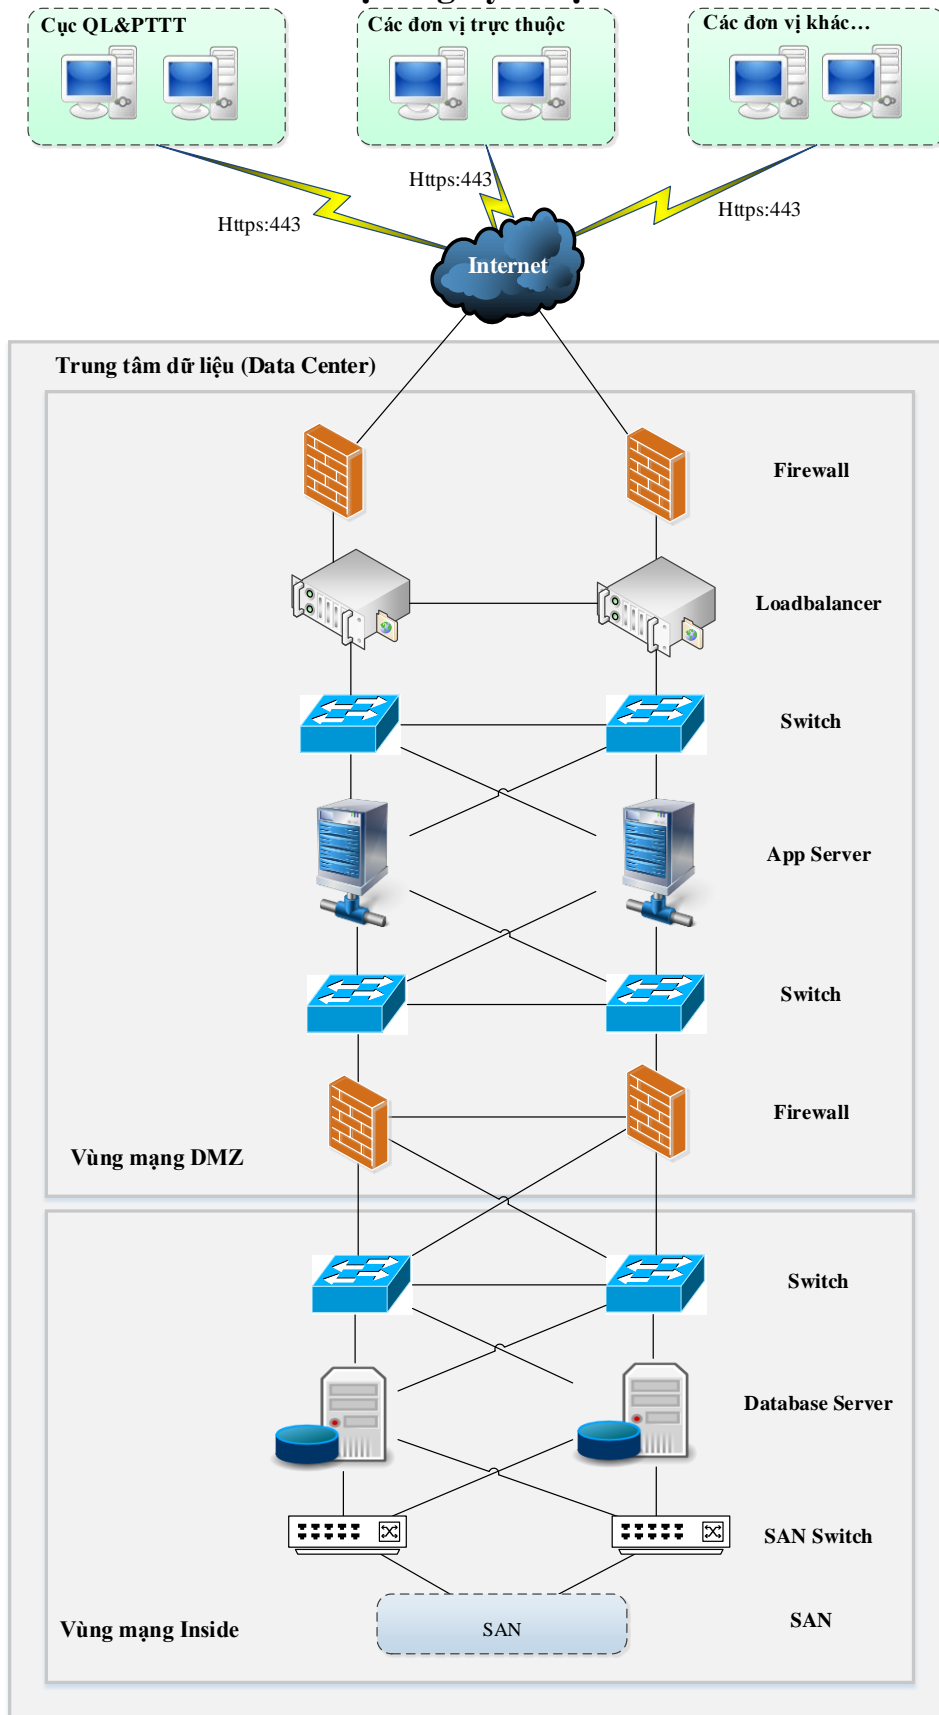 Cục QL&PTTT
Các đơn vị trực thuộc
Các đơn vị khác...
Https:443
Https:443
Https:443
Internet
Trung tâm dữ liệu (Data Center)
Firewall
Loadbalancer
Switch
App Server
Switch
Firewall
Vùng mạng DMZ
Switch
Database Server
SAN Switch
SAN
SAN
Vùng mạng Inside